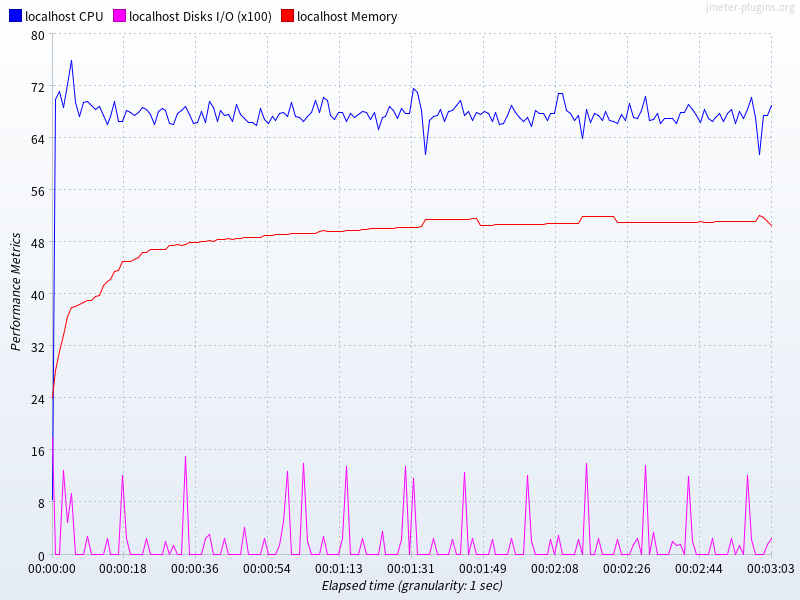 localhost CPU localhost Disks I/O (x100) localhost Memory
jmeter-plugins.org
80
72
64
56
48
40
32
24
16
8
0
Performance Metrics
00:00:00 00:00:18 00:00:36 00:00:54 00:01:13 00:01:31 00:01:49 00:02:08 00:02:26 00:02:44 00:03:03
Elapsed time (granularity: 1 sec)